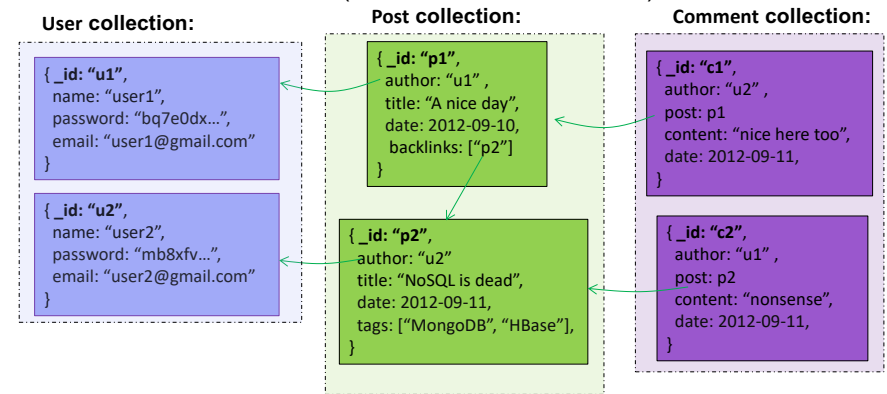 User collection:
{ _id: “u1”,
name: “user1”,
password: “bq7e0dx…”,
email: “user1@gmail.com”
}
{ _id: “u2”,
name: “user2”,
password: “mb8xfv…”,
email: “user2@gmail.com”
}
Post collection:
{ _id: “p1”,
author: “u1” ,
title: “A nice day”,
date: 2012-09-10,
backlinks: [“p2”]
}
{ _id: “p2”,
author: “u2”
title: “NoSQL is dead”,
date: 2012-09-11,
tags: [“MongoDB”, “HBase”],
}
Comment collection:
{ _id: “c1”,
author: “u2” ,
post: p1
content: “nice here too”,
date: 2012-09-11,
}
{ _id: “c2”,
author: “u1” ,
post: p2
content: “nonsense”,
date: 2012-09-11,
}